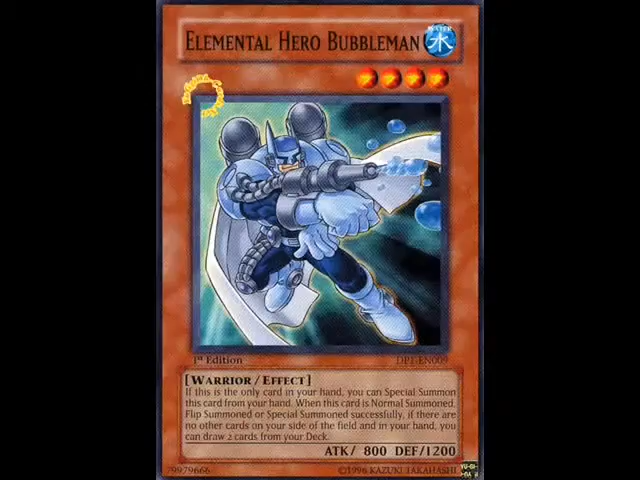 ELEMENTAL HERO BUBBLEMAN
WATER
水
1st Edition
DP1-EN009
[WARRIOR / EFFECT]
If this is the only card in your hand, you can Special Summon
this card from your hand. When this card is Normal Summoned,
Flip Summoned or Special Summoned successfully, if there are
no other cards on your side of the field and in your hand, you
can draw 2 cards from your Deck.
ATK/ 800 DEF/1200
79979666
©1996 KAZUKI TAKAHASHI